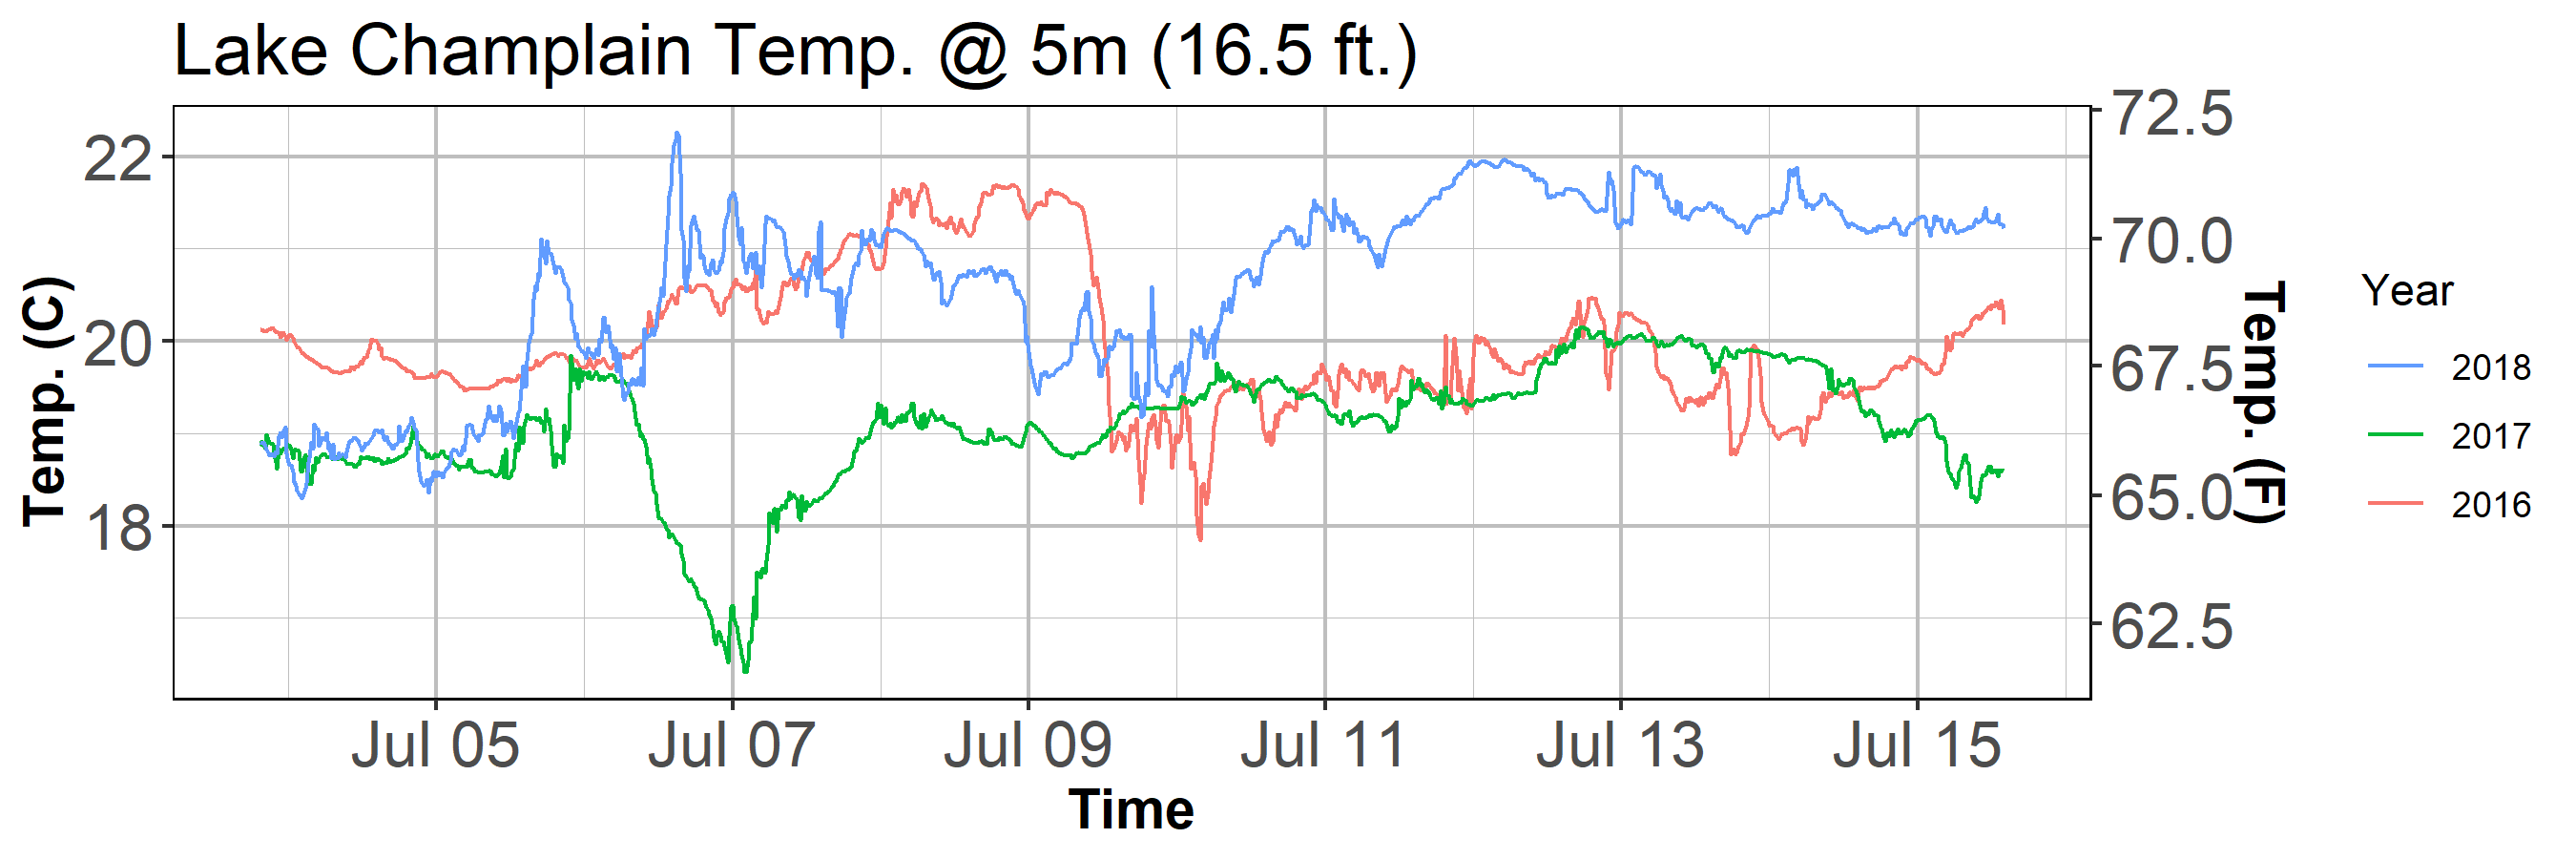 Lake Champlain Temp. @ 5m (16.5 ft.)
Temp. (C)
22
20
18
72.5
70.0
67.5
65.0
62.5
Temp. (F)
Jul 05 Jul 07 Jul 09 Jul 11 Jul 13 Jul 15
Time
Year
2018
2017
2016